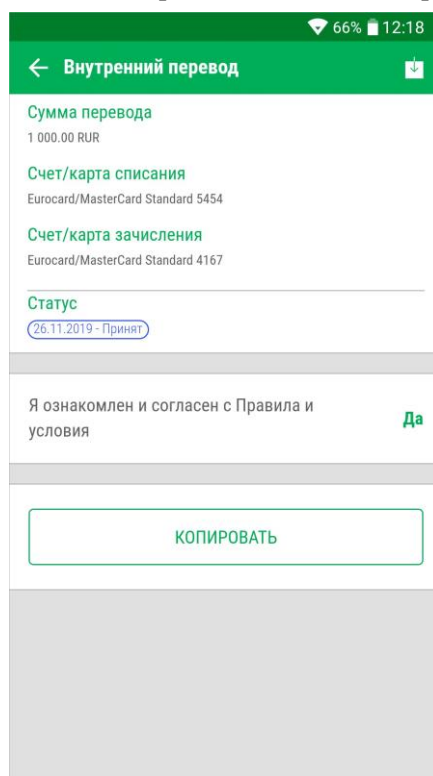 66% 12:18
Внутренний перевод
Сумма перевода
1 000.00 RUR
Счет/карта списания
Eurocard/MasterCard Standard 5454
Счет/карта зачисления
Eurocard/MasterCard Standard 4167
Статус
26.11.2019 - Принят
Я ознакомлен и согласен с Правила и
условия
Да
КОПИРОВАТЬ